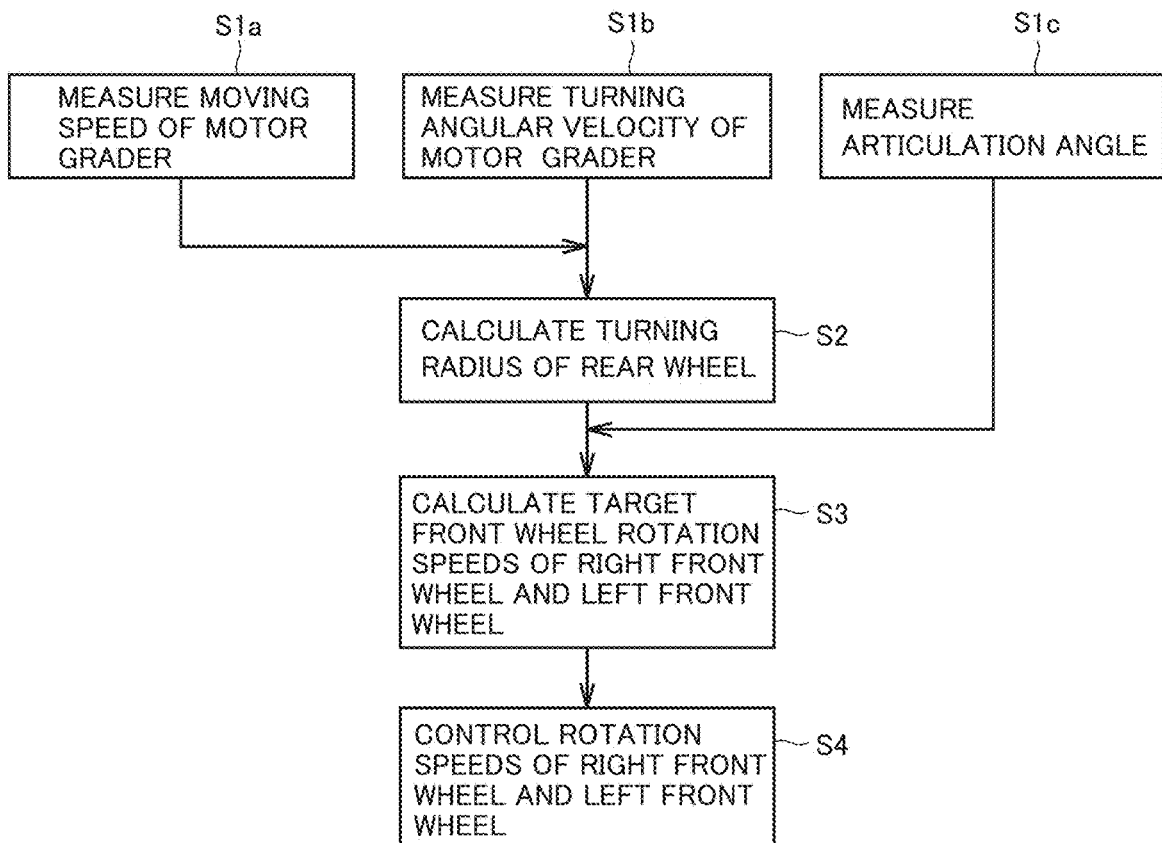 S1a
S1b
S1c
MEASURE MOVING
SPEED OF MOTOR
GRADER
MEASURE TURNING
ANGULAR VELOCITY OF
MOTOR GRADER
MEASURE
ARTICULATION ANGLE
CALCULATE TURNING
RADIUS OF REAR WHEEL
S2
CALCULATE TARGET
FRONT WHEEL ROTATION
SPEEDS OF RIGHT FRONT
WHEEL AND LEFT FRONT
WHEEL
S3
CONTROL ROTATION
SPEEDS OF RIGHT FRONT
WHEEL AND LEFT FRONT
WHEEL
S4